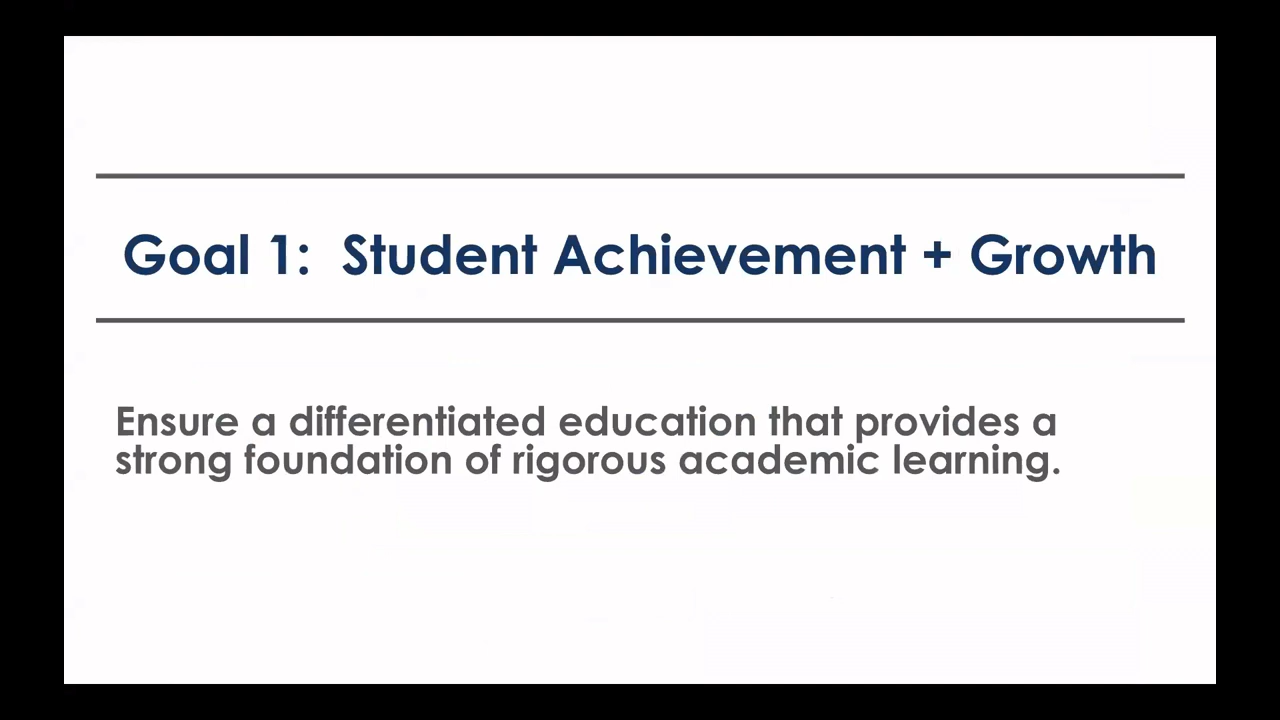 Goal 1:  Student Achievement + Growth
Ensure a differentiated education that provides a
strong foundation of rigorous academic learning.